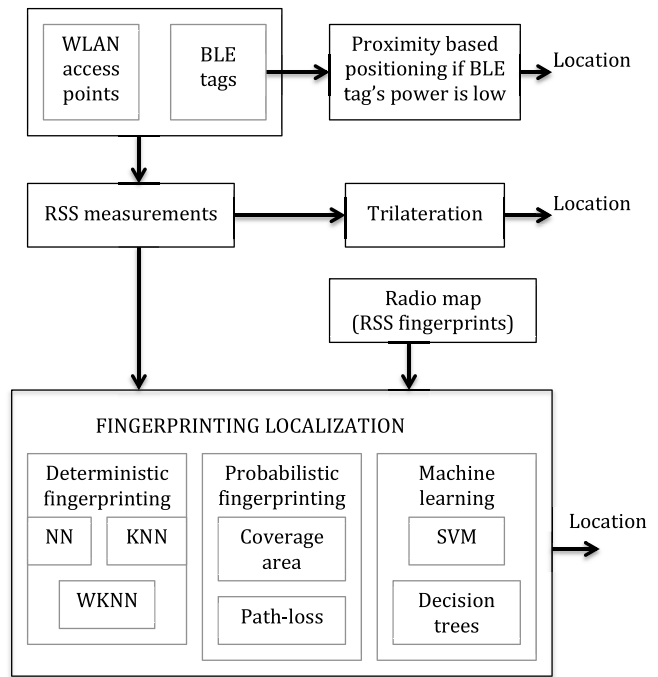 WLAN
access
points
BLE
tags
Proximity based
positioning if BLE
tag's power is low
Location
RSS measurements
Trilateration
Location
Radio map
(RSS fingerprints)
FINGERPRINTING LOCALIZATION
Deterministic
fingerprinting
NN
KNN
WKNN
Probabilistic
fingerprinting
Coverage
area
Path-loss
Machine
learning
SVM
Decision
trees
Location